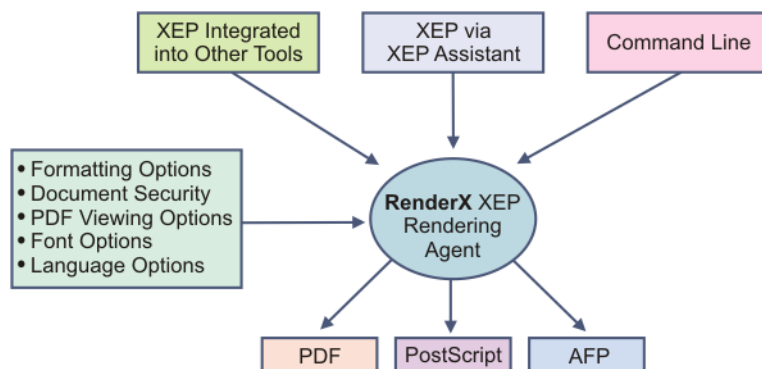 XEP Integrated
into Other Tools
XEP via
XEP Assistant
Command Line
• Formatting Options
• Document Security
• PDF Viewing Options
• Font Options
• Language Options
RenderX XEP
Rendering
Agent
PDF
PostScript
AFP